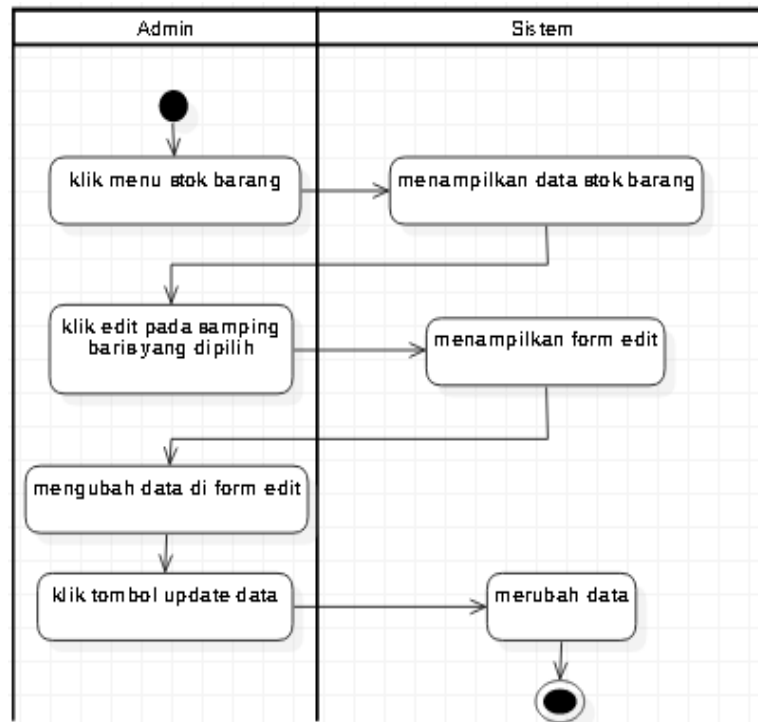 Admin
Sistem
klik menu stok barang
menampilkan data stok barang
klik edit pada samping
baris yang dipilih
menampilkan form edit
mengubah data di form edit
klik tombol update data
merubah data